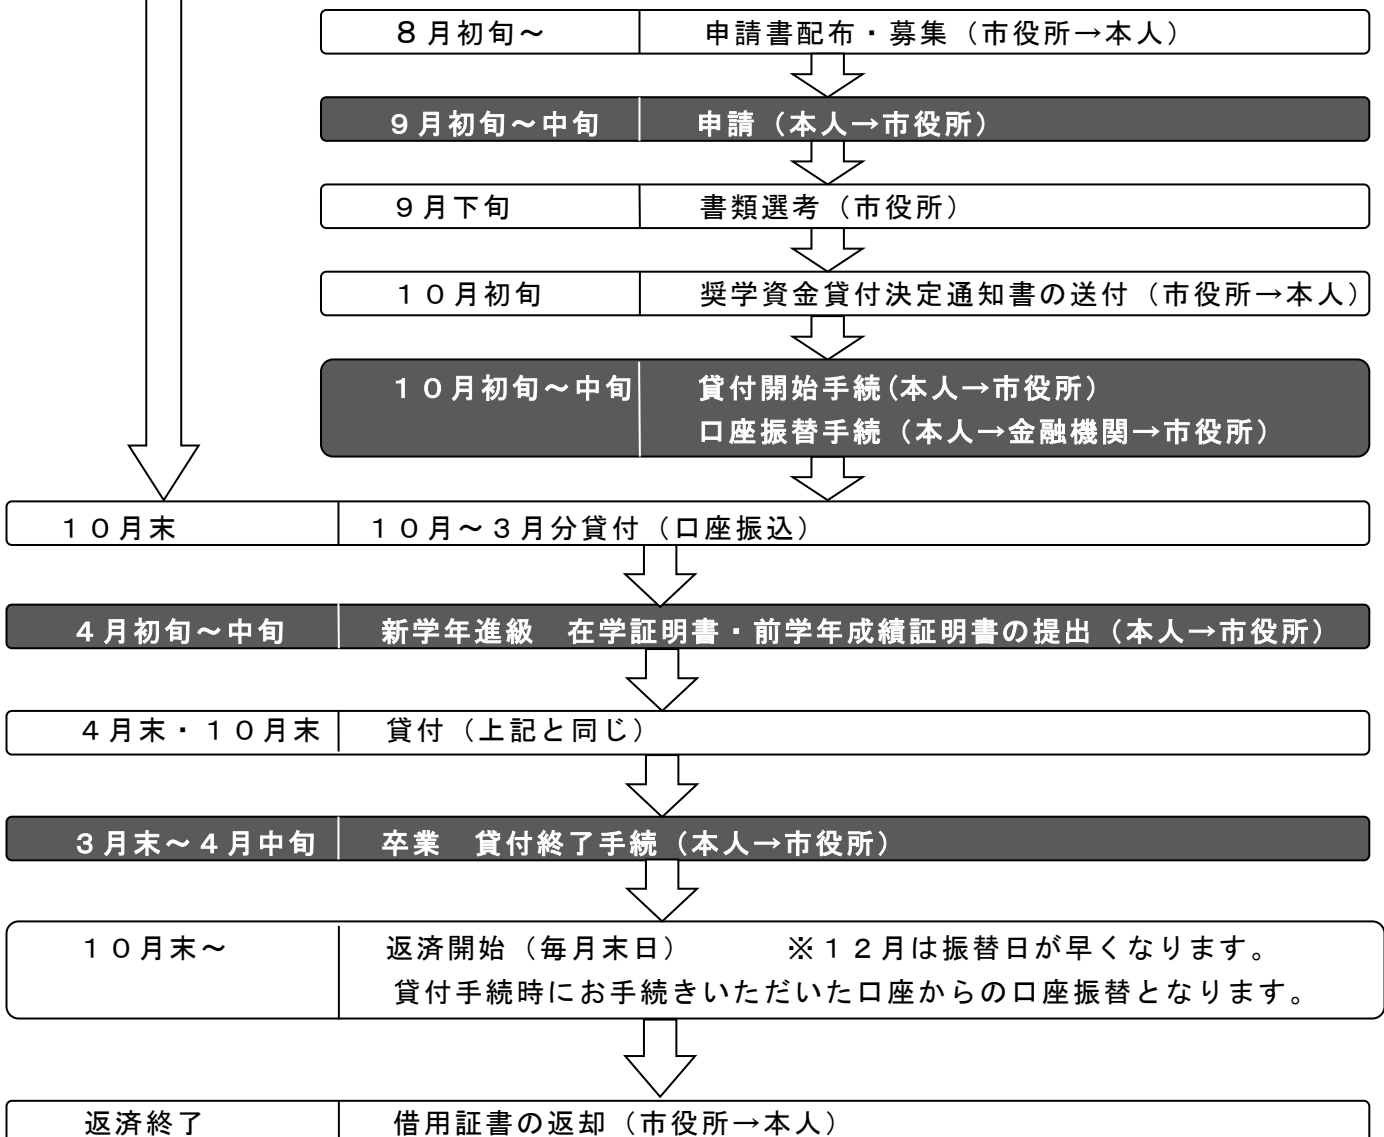 ８月初旬～　申請書配布・募集（市役所→本人）
９月初旬～中旬　申請（本人→市役所）
９月下旬　書類選考（市役所）
１０月初旬　奨学資金貸付決定通知書の送付（市役所→本人）
１０月初旬～中旬　貸付開始手続(本人→市役所）
口座振替手続（本人→金融機関→市役所）
１０月末　１０月～３月分貸付（口座振込）
４月初旬～中旬　新学年進級　在学証明書・前学年成績証明書の提出（本人→市役所）
４月末・１０月末　貸付（上記と同じ）
３月末～４月中旬　卒業　貸付終了手続（本人→市役所）
１０月末～　返済開始（毎月末日）　※１２月は振替日が早くなります。
貸付手続時にお手続きいただいた口座からの口座振替となります。
返済終了　借用証書の返却（市役所→本人）